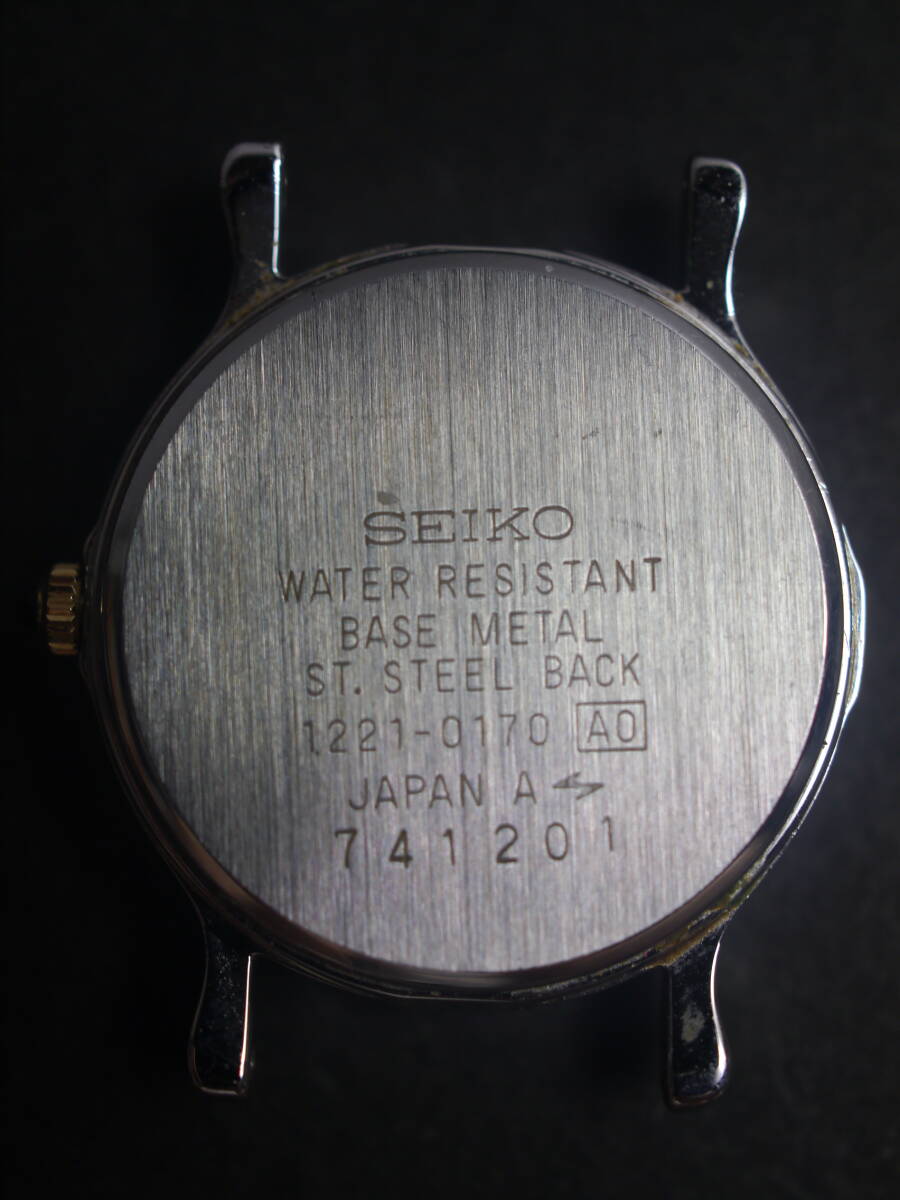 SEIKO
WATER RESISTANT
BASE METAL
ST. STEEL BACK
1221-0170 A0
JAPAN A
741201